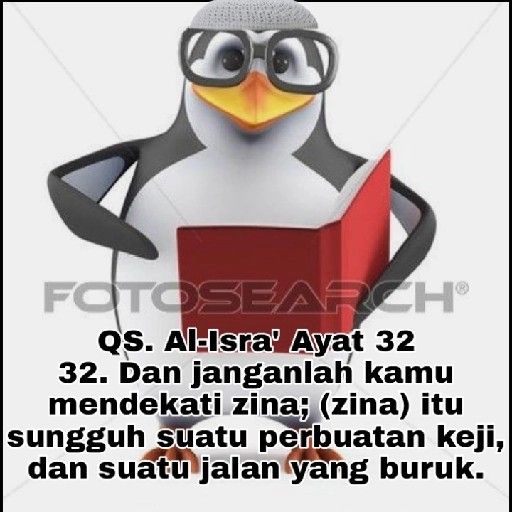 FOTOSEARCH®
QS. Al-Isra' Ayat 32
32. Dan janganlah kamu
mendekati zina; (zina) itu
sungguh suatu perbuatan keji,
dan suatu jalan yang buruk.